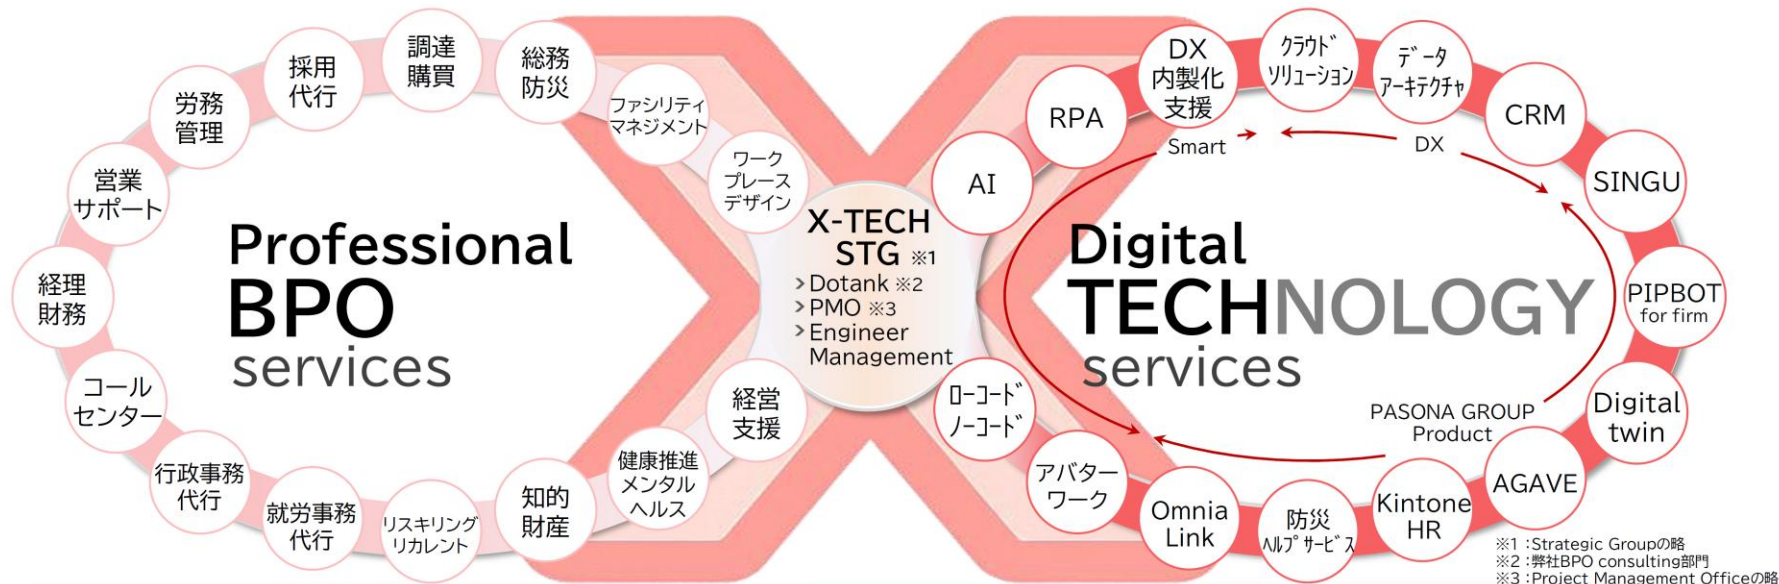 総務
防災
調達
購買
採用
代行
労務
管理
営業
サポート
経理
財務
コール
センター
行政事務
代行
就労事務
代行
リスキリング
リカレント
知的
財産
健康推進
メンタル
ヘルス
経営
支援
ファシリティ
マネジメント
ワーク
プレース
デザイン
Professional
BPO
services
X-TECH
STG ※1
> Dotank ※2
> PMO ※3
> Engineer
Management
AI
RPA
DX
内製化
支援
クラウド
ソリューション
データ
アーキテクチャ
CRM
SINGU
PIPBOT
for firm
Digital
twin
AGAVE
Kintone
HR
防災
ヘルプサービス
Omnia
Link
アバター
ワーク
ローコード
ノーコード
Smart
DX
Digital
TECHNOLOGY
services
PASONA GROUP
Product
※1：Strategic Groupの略
※2：弊社BPO consulting部門
※3：Project Management Officeの略